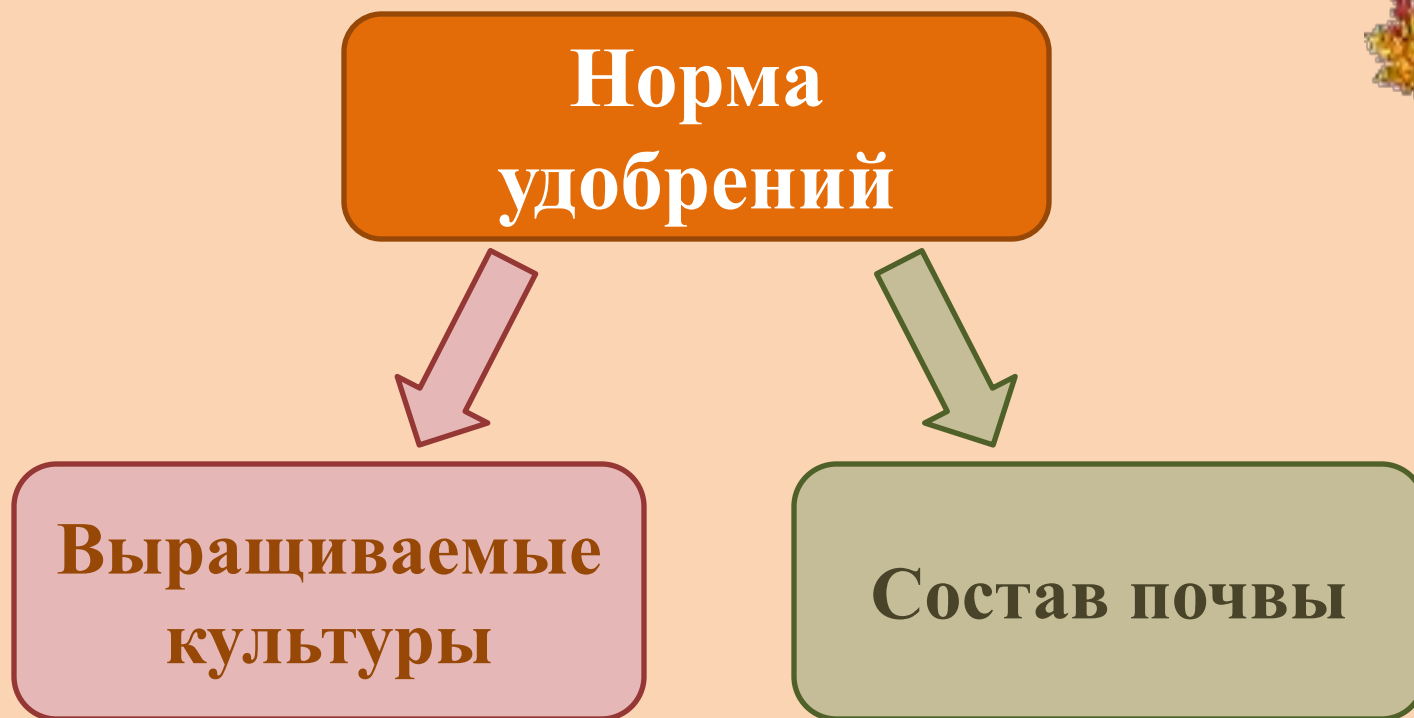 Норма
удобрений
Выращиваемые
культуры
Состав почвы